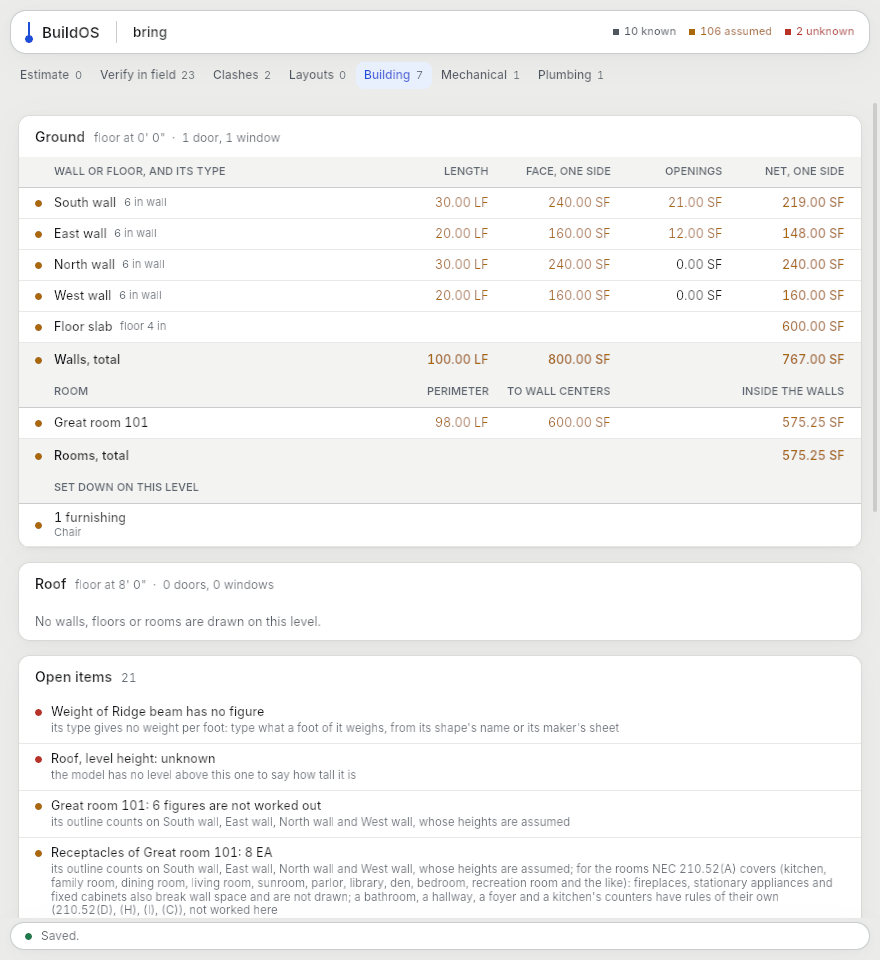 BuildOS bring 10 known 106 assumed 2 unknown
Estimate 0 Verify in field 23 Clashes 2 Layouts 0 Building 7 Mechanical 1 Plumbing 1
Ground floor at 0' 0" · 1 door, 1 window
WALL OR FLOOR, AND ITS TYPE LENGTH FACE, ONE SIDE OPENINGS NET, ONE SIDE
South wall 6 in wall 30.00 LF 240.00 SF 21.00 SF 219.00 SF
East wall 6 in wall 20.00 LF 160.00 SF 12.00 SF 148.00 SF
North wall 6 in wall 30.00 LF 240.00 SF 0.00 SF 240.00 SF
West wall 6 in wall 20.00 LF 160.00 SF 0.00 SF 160.00 SF
Floor slab floor 4 in 600.00 SF
Walls, total 100.00 LF 800.00 SF 767.00 SF
ROOM PERIMETER TO WALL CENTERS INSIDE THE WALLS
Great room 101 98.00 LF 600.00 SF 575.25 SF
Rooms, total 575.25 SF
SET DOWN ON THIS LEVEL
1 furnishing
Chair
Roof floor at 8' 0" · 0 doors, 0 windows
No walls, floors or rooms are drawn on this level.
Open items 21
Weight of Ridge beam has no figure
its type gives no weight per foot: type what a foot of it weighs, from its shape's name or its maker's sheet
Roof, level height: unknown
the model has no level above this one to say how tall it is
Great room 101: 6 figures are not worked out
its outline counts on South wall, East wall, North wall and West wall, whose heights are assumed
Receptacles of Great room 101: 8 EA
its outline counts on South wall, East wall, North wall and West wall, whose heights are assumed; for the rooms NEC 210.52(A) covers (kitchen,
family room, dining room, living room, sunroom, parlor, library, den, bedroom, recreation room and the like): fireplaces, stationary appliances and
fixed cabinets also break wall space and are not drawn; a bathroom, a hallway, a foyer and a kitchen's counters have rules of their own
(210.52(D), (H), (I), (C)), not worked here
Saved.